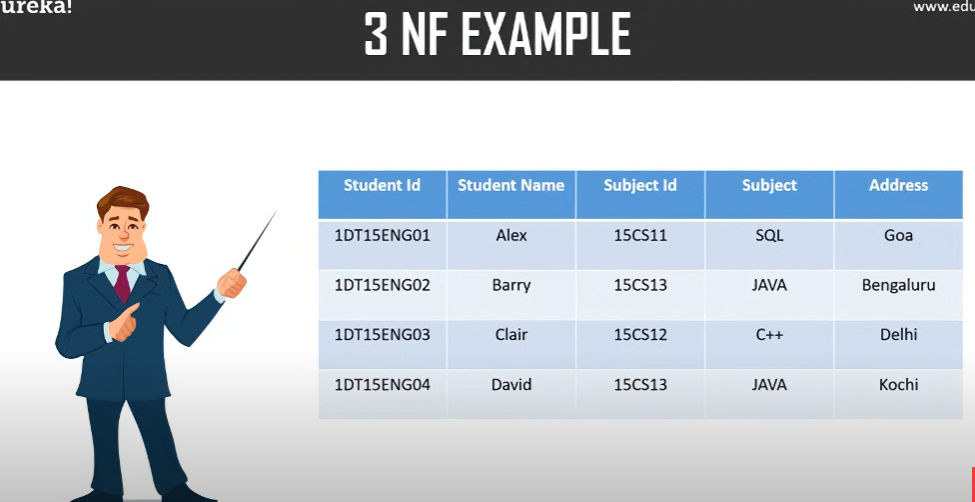 ureka!
www.edu
3 NF EXAMPLE
Student Id Student Name Subject Id Subject Address
1DT15ENG01 Alex 15CS11 SQL Goa
1DT15ENG02 Barry 15CS13 JAVA Bengaluru
1DT15ENG03 Clair 15CS12 C++ Delhi
1DT15ENG04 David 15CS13 JAVA Kochi